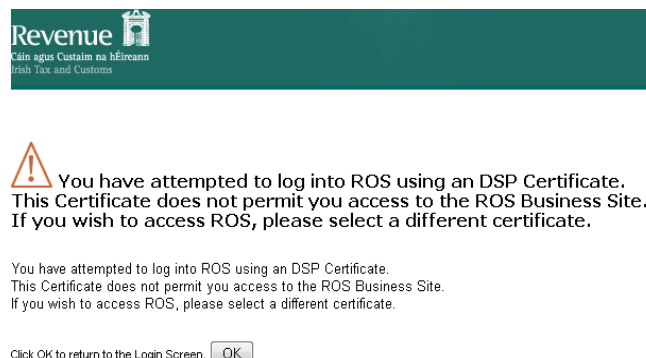 Revenue
Cáin agus Custaim na hÉireann
Irish Tax and Customs
You have attempted to log into ROS using an DSP Certificate.
This Certificate does not permit you access to the ROS Business Site.
If you wish to access ROS, please select a different certificate.
You have attempted to log into ROS using an DSP Certificate.
This Certificate does not permit you access to the ROS Business Site.
If you wish to access ROS, please select a different certificate.
Click OK to return to the Login Screen. OK